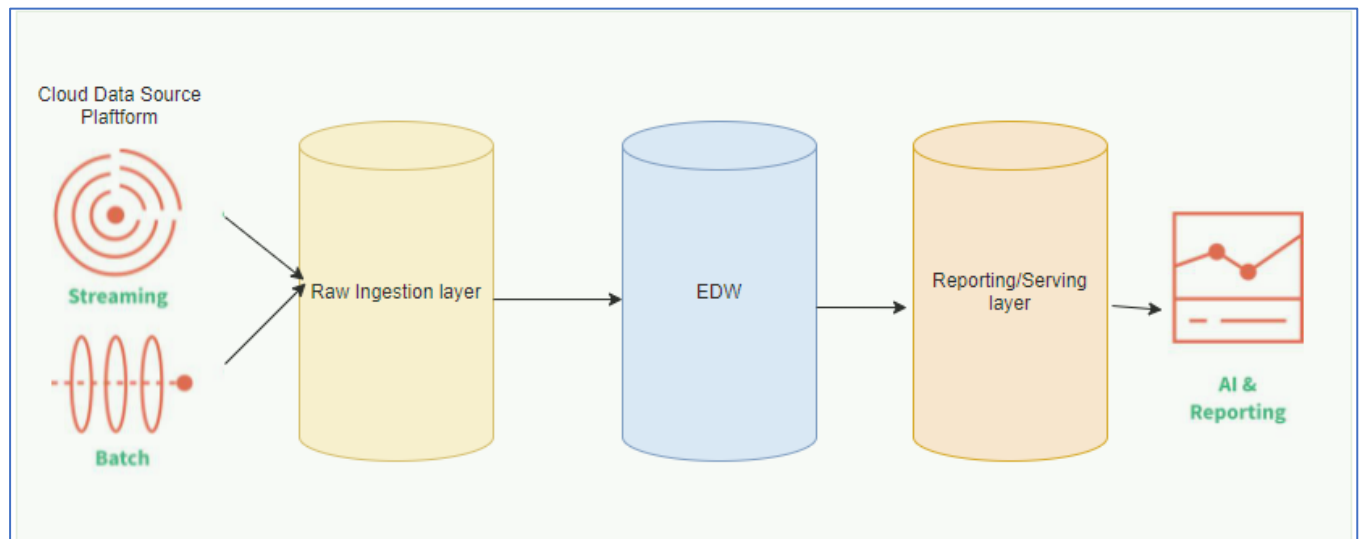 Cloud Data Source
Plaftform
Streaming
Batch
Raw Ingestion layer
EDW
Reporting/Serving
layer
AI &
Reporting